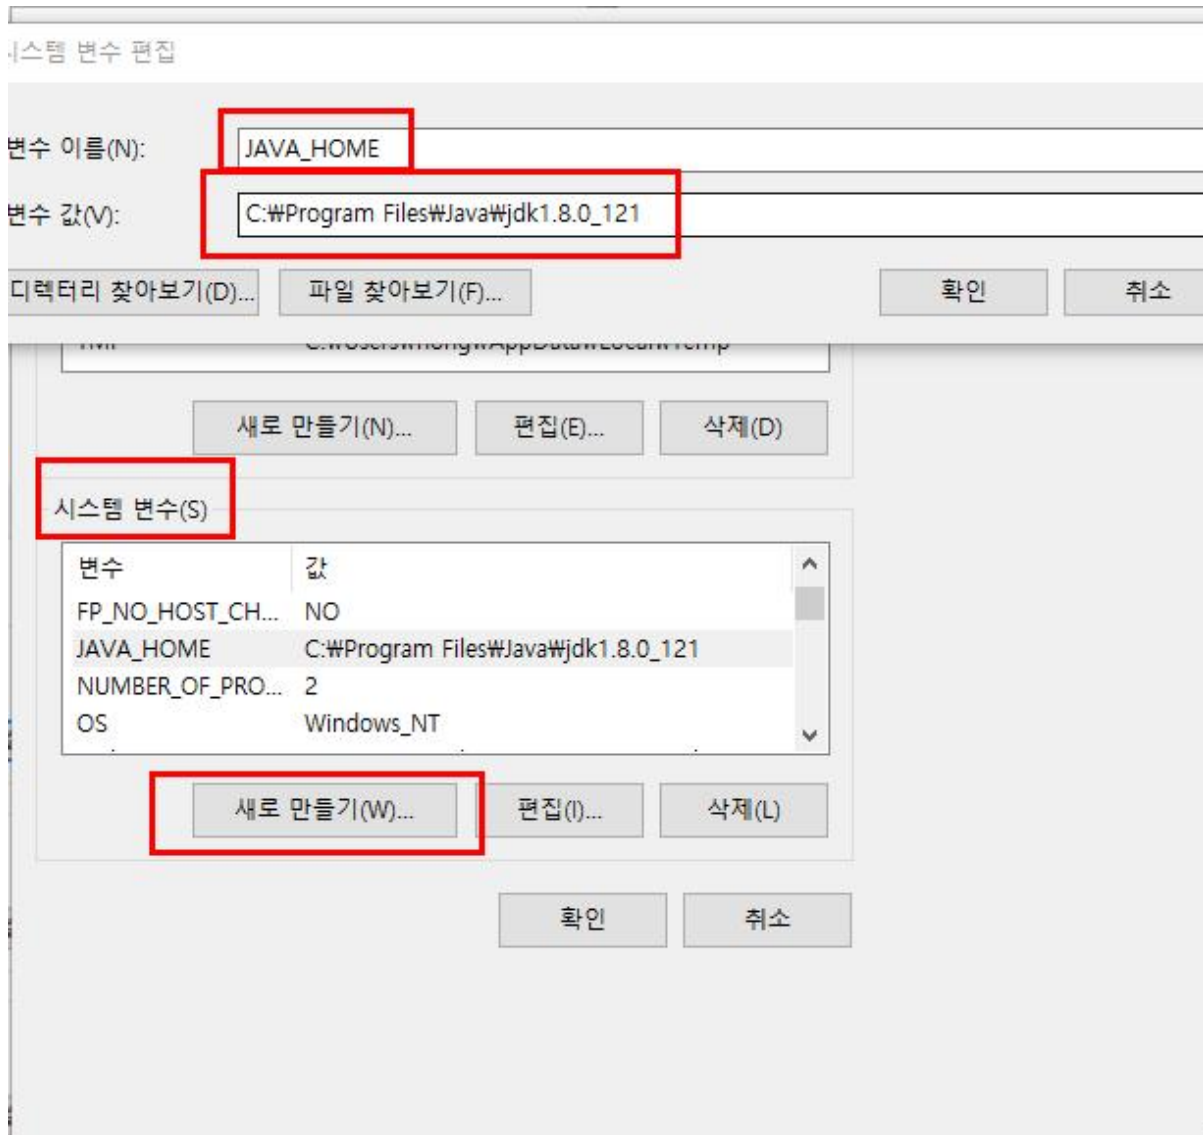 시스템 변수 편집
변수 이름(N): JAVA_HOME
변수 값(V): C:₩Program Files₩Java₩jdk1.8.0_121
디렉터리 찾아보기(D)... 파일 찾아보기(F)... 확인 취소
새로 만들기(N)... 편집(E)... 삭제(D)
시스템 변수(S)
변수 값
FP_NO_HOST_CH... NO
JAVA_HOME C:₩Program Files₩Java₩jdk1.8.0_121
NUMBER_OF_PRO... 2
OS Windows_NT
새로 만들기(W)... 편집(I)... 삭제(L)
확인 취소